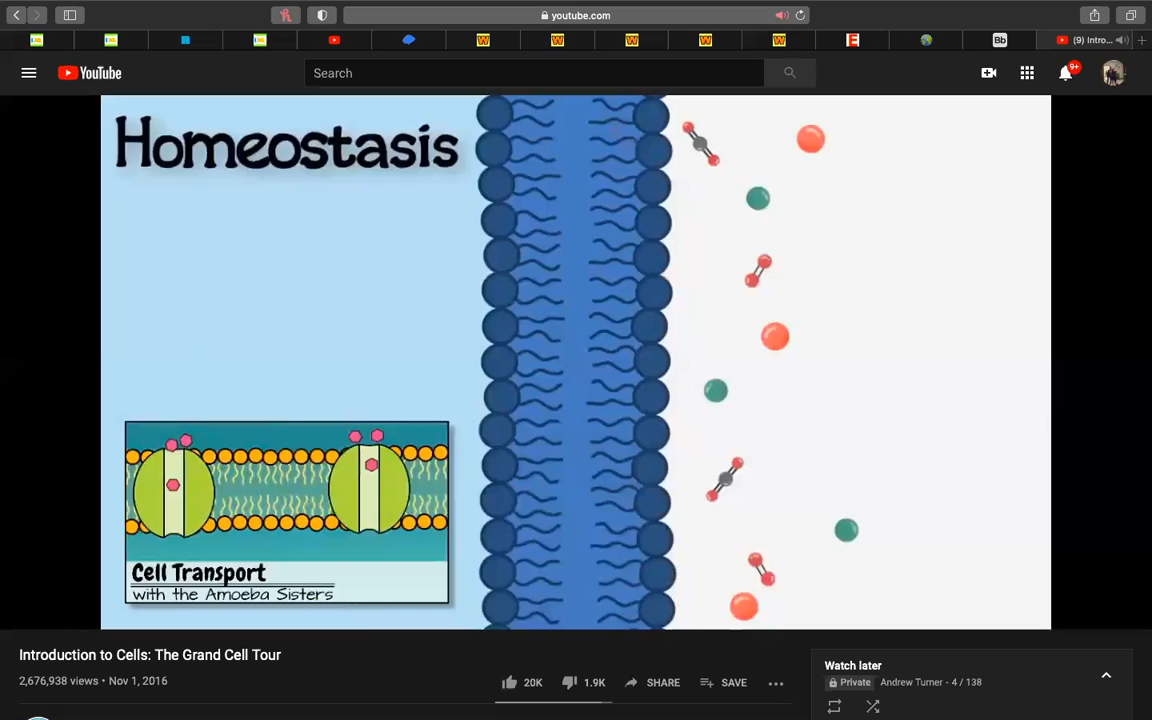 youtube.com
E
Bb
(9) Intro...
YouTube
Search
9+
Homeostasis
Cell Transport
with the Amoeba Sisters
Introduction to Cells: The Grand Cell Tour
2,676,938 views • Nov 1, 2016
20K
1.9K
SHARE
SAVE
Watch later
Private
Andrew Turner - 4 / 138